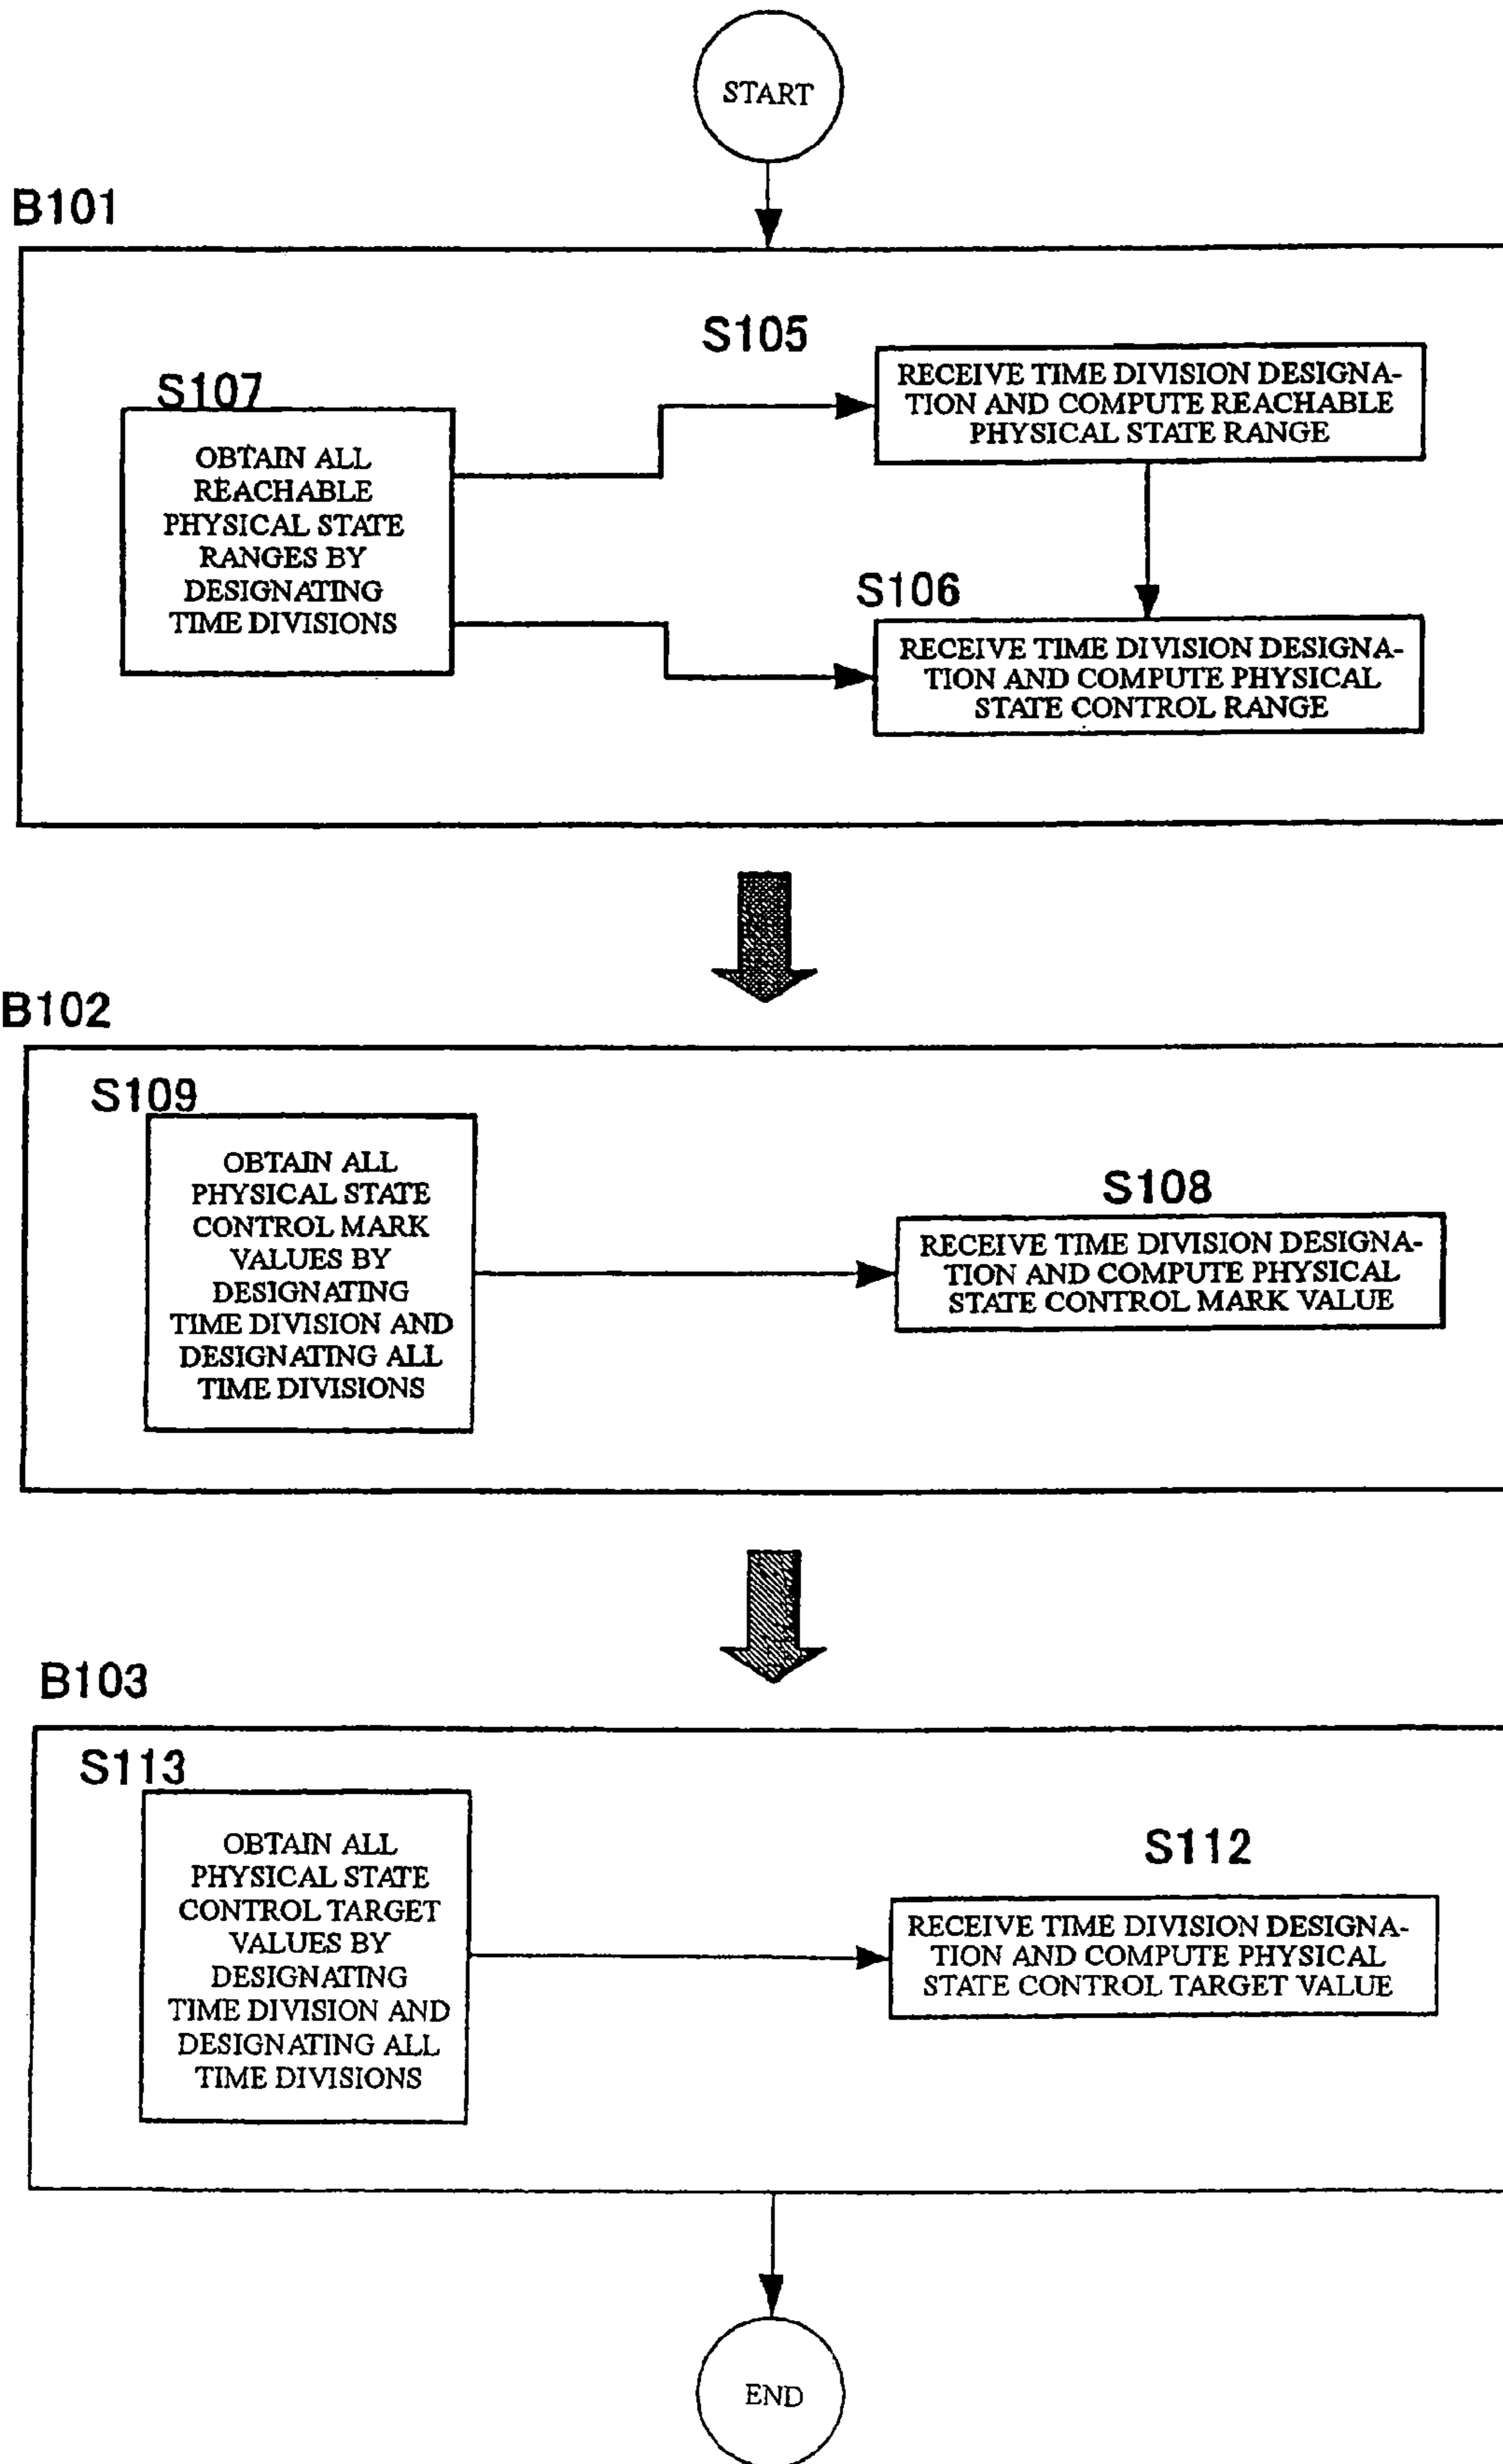 START
B101
S105
RECEIVE TIME DIVISION DESIGNA-
TION AND COMPUTE REACHABLE
PHYSICAL STATE RANGE
S107
OBTAIN ALL
REACHABLE
PHYSICAL STATE
RANGES BY
DESIGNATING
TIME DIVISIONS
S106
RECEIVE TIME DIVISION DESIGNA-
TION AND COMPUTE PHYSICAL
STATE CONTROL RANGE
B102
S109
OBTAIN ALL
PHYSICAL STATE
CONTROL MARK
VALUES BY
DESIGNATING
TIME DIVISION AND
DESIGNATING ALL
TIME DIVISIONS
S108
RECEIVE TIME DIVISION DESIGNA-
TION AND COMPUTE PHYSICAL
STATE CONTROL MARK VALUE
B103
S113
OBTAIN ALL
PHYSICAL STATE
CONTROL TARGET
VALUES BY
DESIGNATING
TIME DIVISION AND
DESIGNATING ALL
TIME DIVISIONS
S112
RECEIVE TIME DIVISION DESIGNA-
TION AND COMPUTE PHYSICAL
STATE CONTROL TARGET VALUE
END